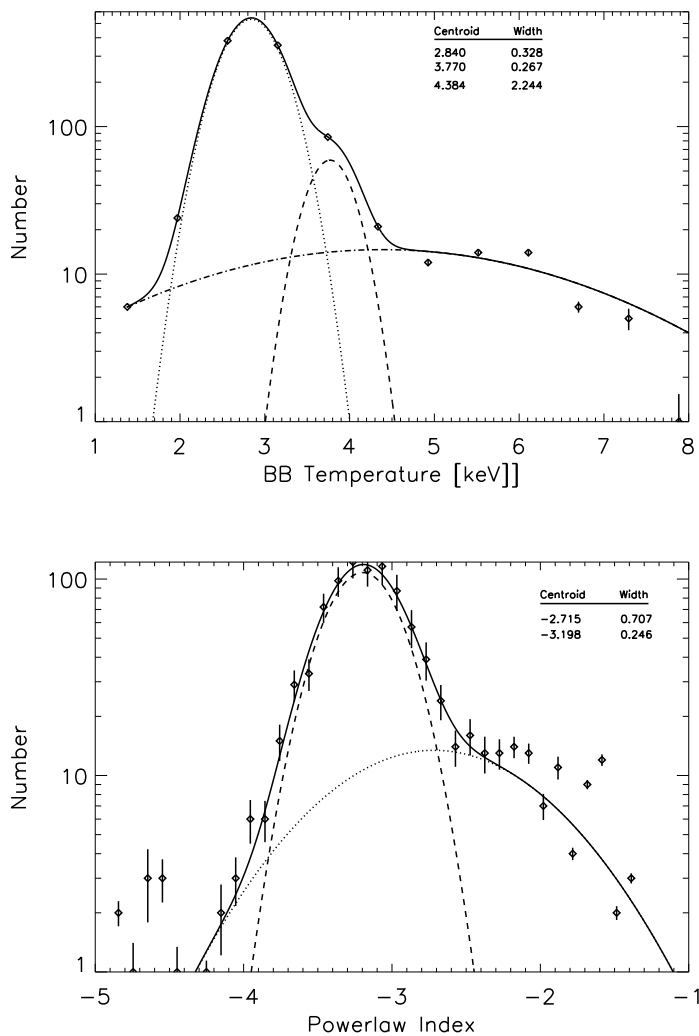 Centroid Width
2.840 0.328
3.770 0.267
4.384 2.244
100
10
1
Number
1 2 3 4 5 6 7 8
BB Temperature [keV]]
Centroid Width
−2.715 0.707
−3.198 0.246
100
10
1
Number
−5 −4 −3 −2 −1
Powerlaw Index